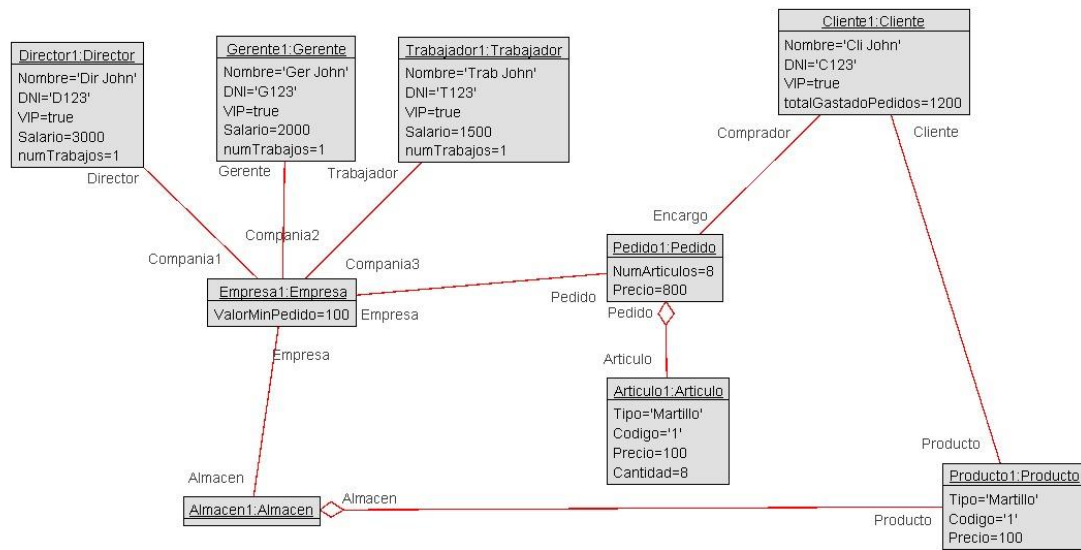 Director1:Director
Nombre='Dir John'
DNI='D123'
VIP=true
Salario=3000
numTrabajos=1
Director
Gerente1:Gerente
Nombre='Ger John'
DNI='G123'
VIP=true
Salario=2000
numTrabajos=1
Gerente
Trabajador1:Trabajador
Nombre='Trab John'
DNI='T123'
VIP=true
Salario=1500
numTrabajos=1
Trabajador
Cliente1:Cliente
Nombre='Cli John'
DNI='C123'
VIP=true
totalGastadoPedidos=1200
Comprador
Cliente
Compania1
Compania2
Compania3
Empresa1:Empresa
ValorMinPedido=100
Empresa
Empresa
Encargo
Pedido1:Pedido
NumArticulos=8
Precio=800
Pedido
Pedido
Articulo
Articulo1:Articulo
Tipo='Martillo'
Codigo='1'
Precio=100
Cantidad=8
Almacen
Almacen1:Almacen
Almacen
Producto
Producto
Producto1:Producto
Tipo='Martillo'
Codigo='1'
Precio=100